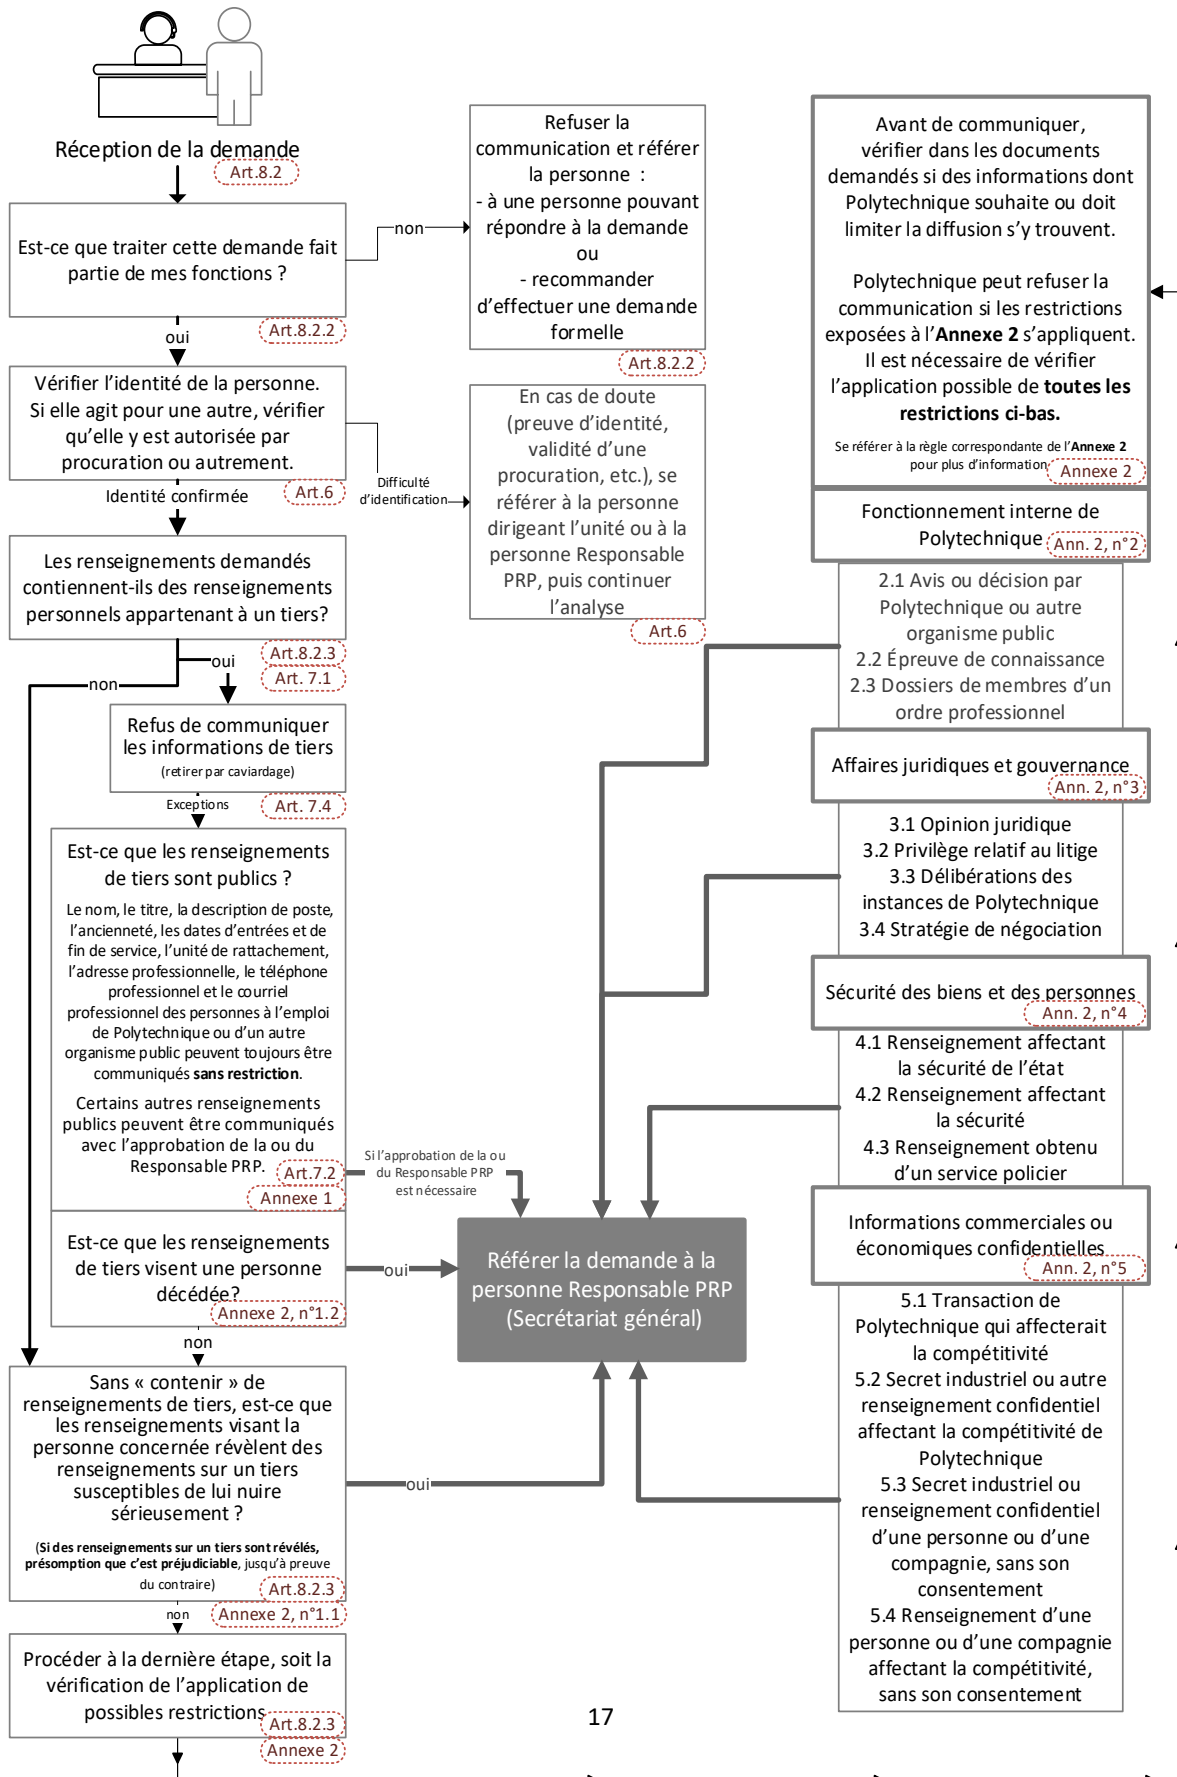 Réception de la demande
Art.8.2
Est-ce que traiter cette demande fait
partie de mes fonctions ?
Art.8.2.2
non
Refuser la
communication et référer
la personne :
- à une personne pouvant
répondre à la demande
ou
- recommander
d’effectuer une demande
formelle
Art.8.2.2
oui
Vérifier l’identité de la personne.
Si elle agit pour une autre, vérifier
qu’elle y est autorisée par
procuration ou autrement.
Art.6
Difficulté
d’identification
En cas de doute
(preuve d’identité,
validité d’une
procuration, etc.), se
référer à la personne
dirigeant l’unité ou à la
personne Responsable
PRP, puis continuer
l’analyse
Art.6
Identité confirmée
Les renseignements demandés
contiennent-ils des renseignements
personnels appartenant à un tiers?
Art.8.2.3
Art. 7.1
oui
non
Refus de communiquer
les informations de tiers
(retirer par caviardage)
Art. 7.4
Exceptions
Est-ce que les renseignements
de tiers sont publics ?
Le nom, le titre, la description de poste,
l’ancienneté, les dates d’entrées et de
fin de service, l’unité de rattachement,
l’adresse professionnelle, le téléphone
professionnel et le courriel
professionnel des personnes à l’emploi
de Polytechnique ou d’un autre
organisme public peuvent toujours être
communiqués sans restriction.
Certains autres renseignements
publics peuvent être communiqués
avec l’approbation de la ou du
Responsable PRP.
Art.7.2
Annexe 1
Si l’approbation de la ou
du Responsable PRP
est nécessaire
Est-ce que les renseignements
de tiers visent une personne
décédée?
Annexe 2, n°1.2
oui
Référer la demande à la
personne Responsable PRP
(Secrétariat général)
non
Sans « contenir » de
renseignements de tiers, est-ce que
les renseignements visant la
personne concernée révèlent des
renseignements sur un tiers
susceptibles de lui nuire
sérieusement ?
(Si des renseignements sur un tiers sont révélés,
présomption que c’est préjudiciable, jusqu’à preuve
du contraire)
Art.8.2.3
Annexe 2, n°1.1
oui
non
Procéder à la dernière étape, soit la
vérification de l’application de
possibles restrictions
Art.8.2.3
Annexe 2
Avant de communiquer,
vérifier dans les documents
demandés si des informations dont
Polytechnique souhaite ou doit
limiter la diffusion s’y trouvent.
Polytechnique peut refuser la
communication si les restrictions
exposées à l’Annexe 2 s’appliquent.
Il est nécessaire de vérifier
l’application possible de toutes les
restrictions ci-bas.
Se référer à la règle correspondante de l’Annexe 2
pour plus d’information
Annexe 2
Fonctionnement interne de
Polytechnique
Ann. 2, n°2
2.1 Avis ou décision par
Polytechnique ou autre
organisme public
2.2 Épreuve de connaissance
2.3 Dossiers de membres d’un
ordre professionnel
Affaires juridiques et gouvernance
Ann. 2, n°3
3.1 Opinion juridique
3.2 Privilège relatif au litige
3.3 Délibérations des
instances de Polytechnique
3.4 Stratégie de négociation
Sécurité des biens et des personnes
Ann. 2, n°4
4.1 Renseignement affectant
la sécurité de l’état
4.2 Renseignement affectant
la sécurité
4.3 Renseignement obtenu
d’un service policier
Informations commerciales ou
économiques confidentielles
Ann. 2, n°5
5.1 Transaction de
Polytechnique qui affecterait
la compétitivité
5.2 Secret industriel ou autre
renseignement confidentiel
affectant la compétitivité de
Polytechnique
5.3 Secret industriel ou
renseignement confidentiel
d’une personne ou d’une
compagnie, sans son
consentement
5.4 Renseignement d’une
personne ou d’une compagnie
affectant la compétitivité,
sans son consentement
17